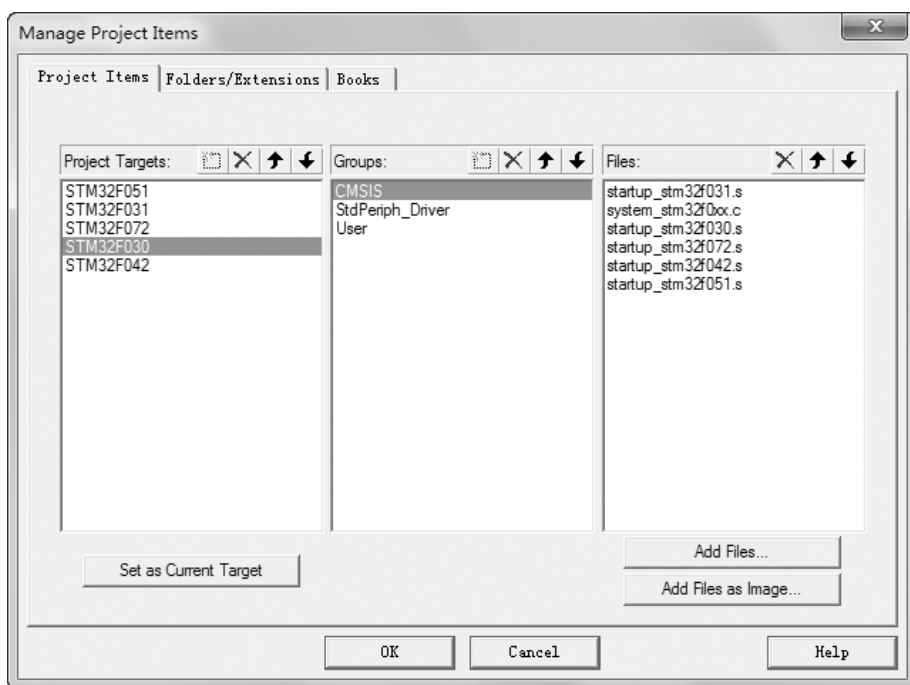 Manage Project Items
Project Items Folders/Extensions Books
Project Targets:
STM32F051
STM32F031
STM32F072
STM32F030
STM32F042
Set as Current Target
Groups:
CMSIS
StdPeriph_Driver
User
Files:
startup_stm32f031.s
system_stm32f0xx.c
startup_stm32f030.s
startup_stm32f072.s
startup_stm32f042.s
startup_stm32f051.s
Add Files...
Add Files as Image...
OK Cancel Help